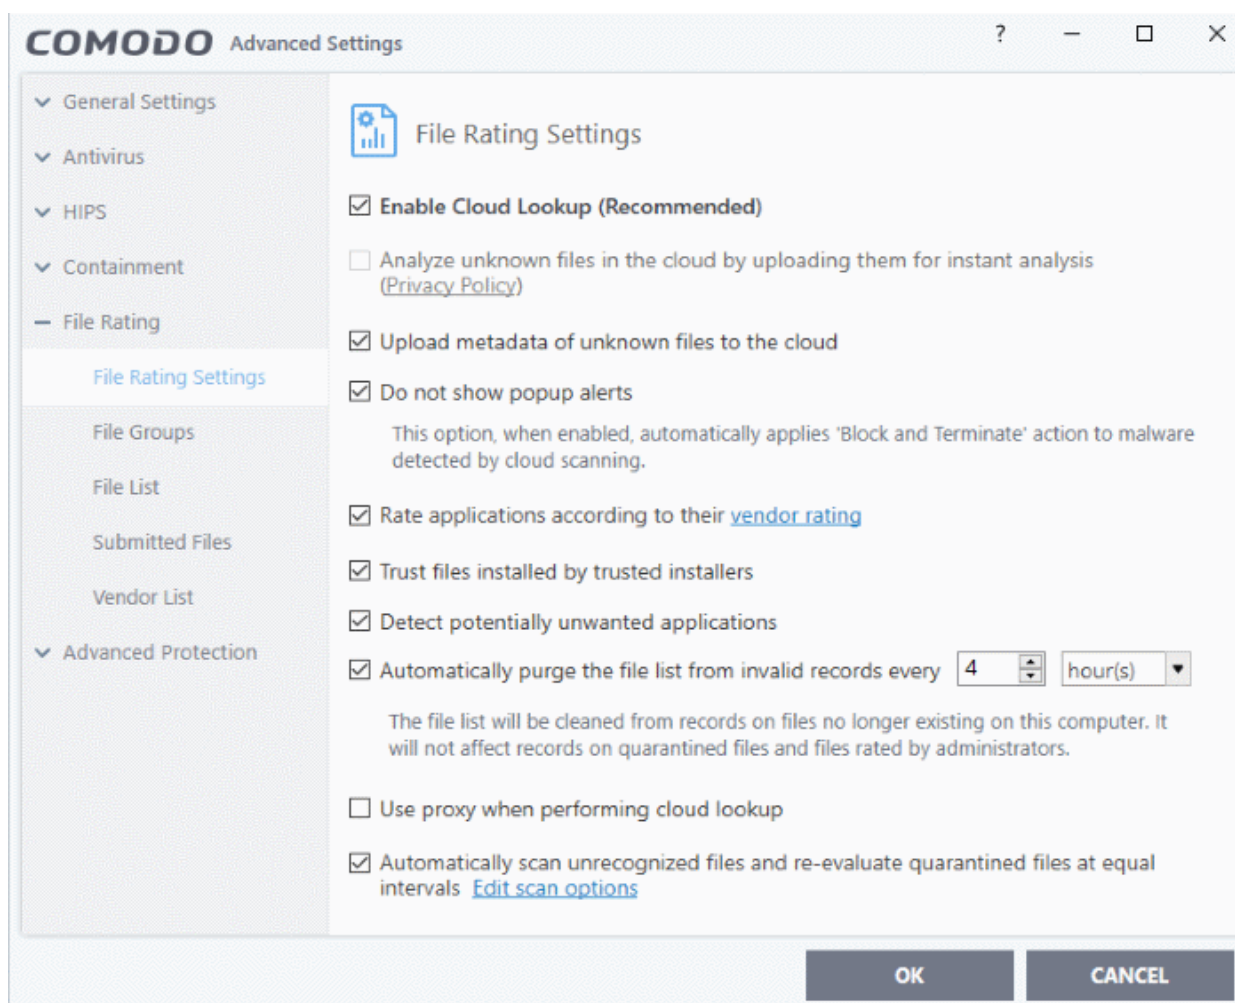 COMODO Advanced Settings ?
General Settings
Antivirus
HIPS
Containment
File Rating
File Rating Settings
File Groups
File List
Submitted Files
Vendor List
Advanced Protection
File Rating Settings
Enable Cloud Lookup (Recommended)
Analyze unknown files in the cloud by uploading them for instant analysis
(Privacy Policy)
Upload metadata of unknown files to the cloud
Do not show popup alerts
This option, when enabled, automatically applies 'Block and Terminate' action to malware
detected by cloud scanning.
Rate applications according to their vendor rating
Trust files installed by trusted installers
Detect potentially unwanted applications
Automatically purge the file list from invalid records every 4 hour(s)
The file list will be cleaned from records on files no longer existing on this computer. It
will not affect records on quarantined files and files rated by administrators.
Use proxy when performing cloud lookup
Automatically scan unrecognized files and re-evaluate quarantined files at equal
intervals Edit scan options
OK CANCEL